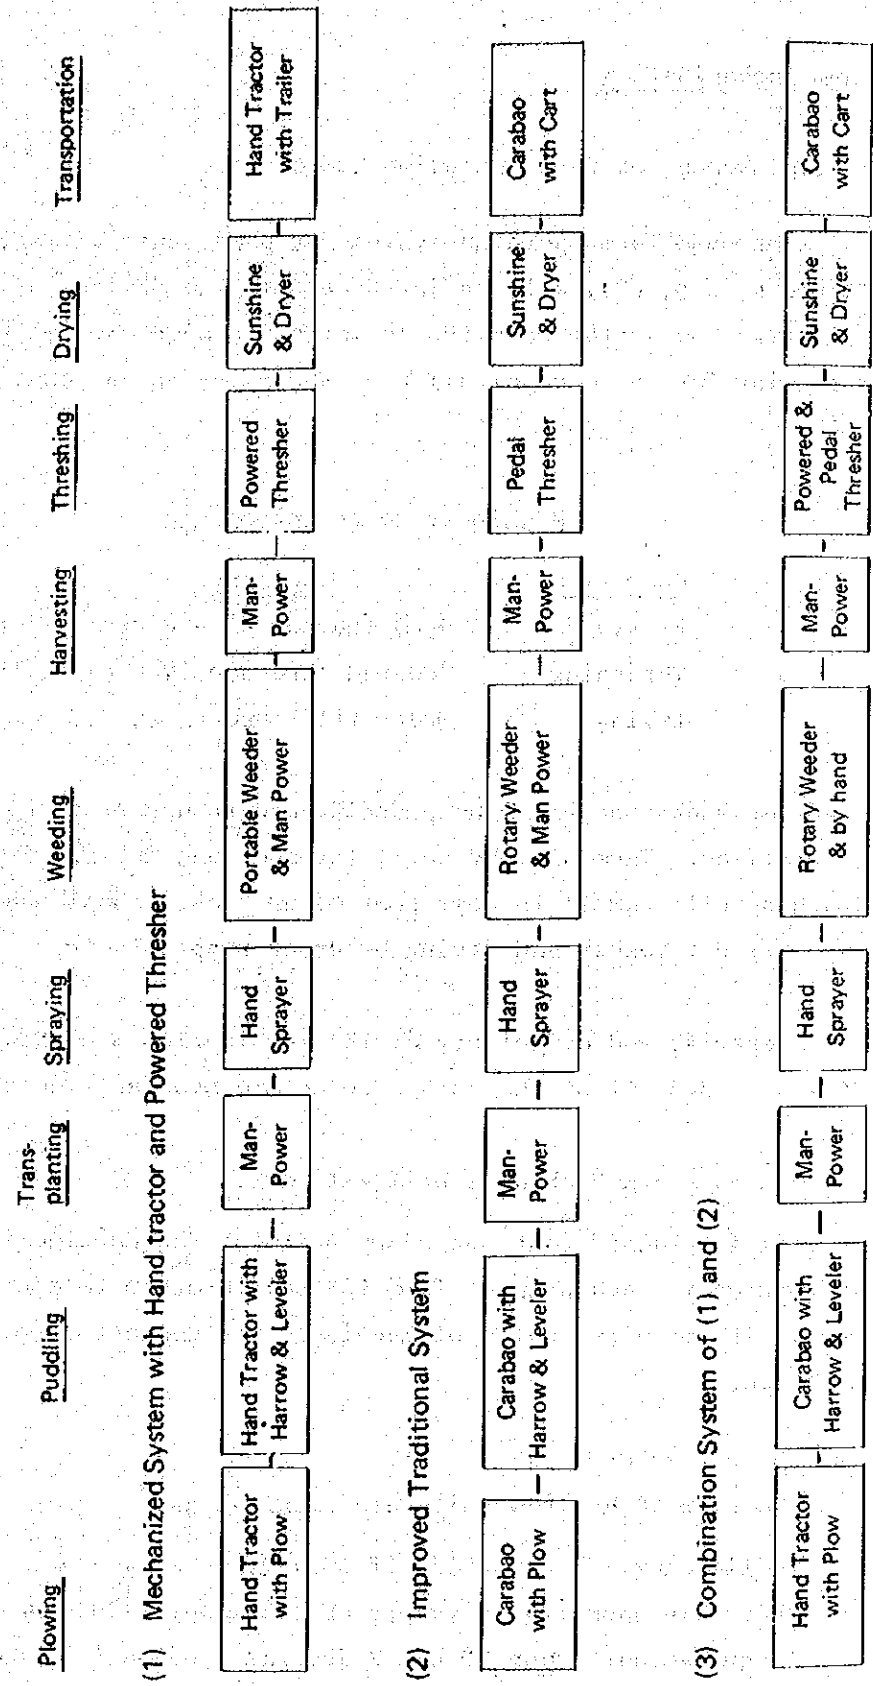 Plowing
Puddling
Trans-
planting
Spraying
Weeding
Harvesting
Threshing
Drying
Transportation
(1) Mechanized System with Hand tractor and Powered Thresher
Hand Tractor
with Plow
Hand Tractor with
Harrow & Leveler
Man-
Power
Hand
Sprayer
Portable Weeder
& Man Power
Man-
Power
Powered
Thresher
Sunshine
& Dryer
Hand Tractor
with Trailer
(2) Improved Traditional System
Carabao
with Plow
Carabao with
Harrow & Leveler
Man-
Power
Hand
Sprayer
Rotary Weeder
& Man Power
Man-
Power
Pedal
Thresher
Sunshine
& Dryer
Carabao
with Cart
(3) Combination System of (1) and (2)
Hand Tractor
with Plow
Carabao with
Harrow & Leveler
Man-
Power
Hand
Sprayer
Rotary Weeder
& by hand
Man-
Power
Powered &
Pedal
Thresher
Sunshine
& Dryer
Carabao
with Cart